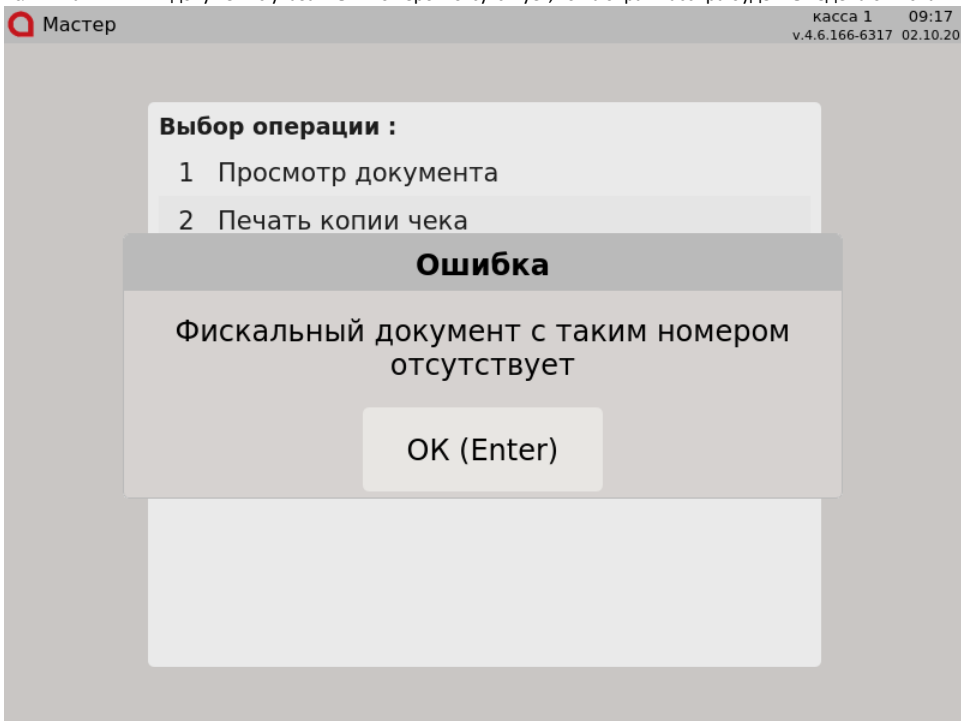 Мастер
касса 1 09:17
v.4.6.166-6317 02.10.20
Выбор операции :
1 Просмотр документа
2 Печать копии чека
Ошибка
Фискальный документ с таким номером
отсутствует
ОК (Enter)